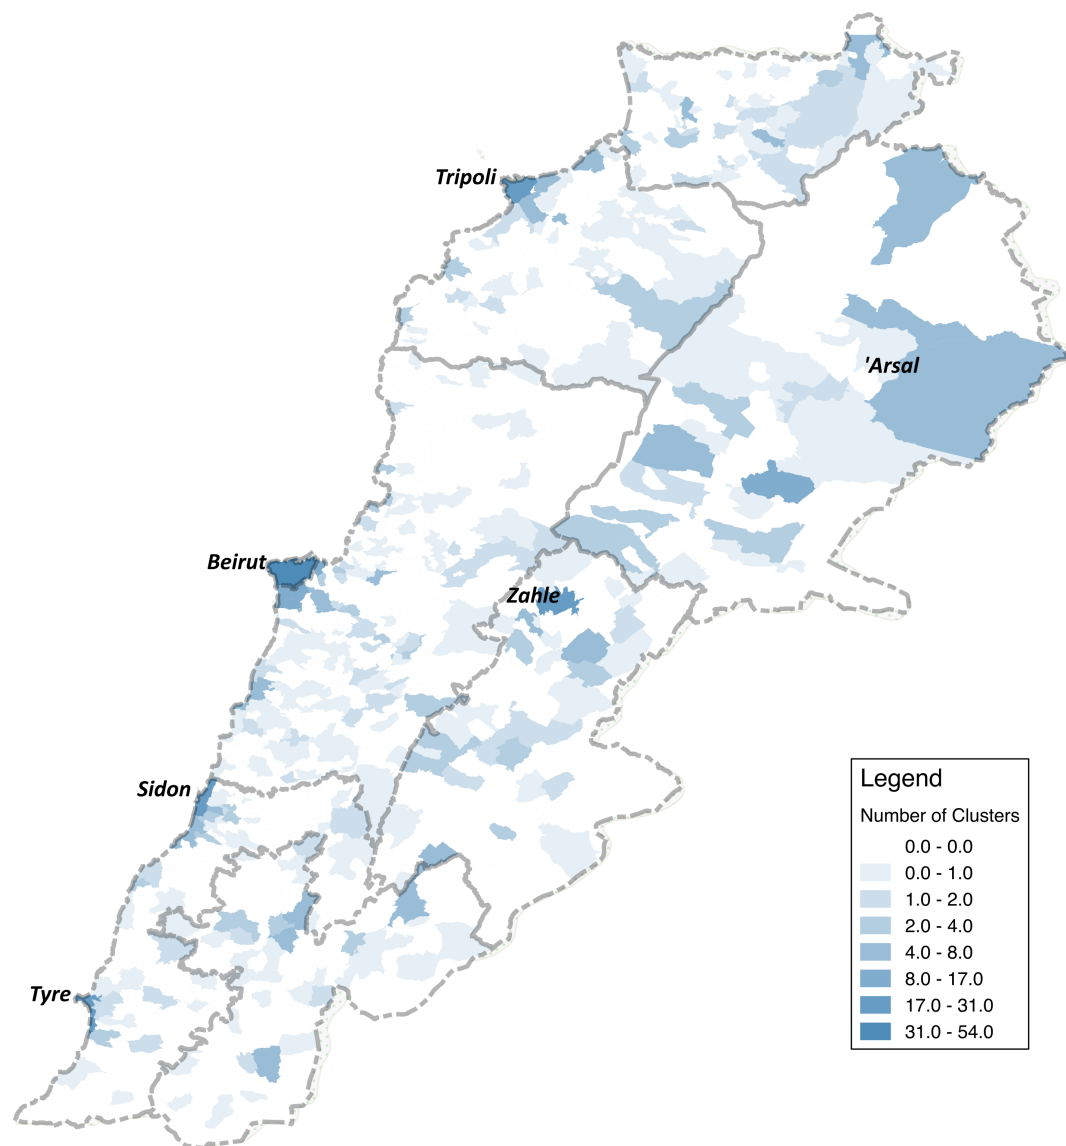 Tripoli
'Arsal
Beirut
Zahle
Sidon
Tyre
Legend
Number of Clusters
0.0 - 0.0
0.0 - 1.0
1.0 - 2.0
2.0 - 4.0
4.0 - 8.0
8.0 - 17.0
17.0 - 31.0
31.0 - 54.0